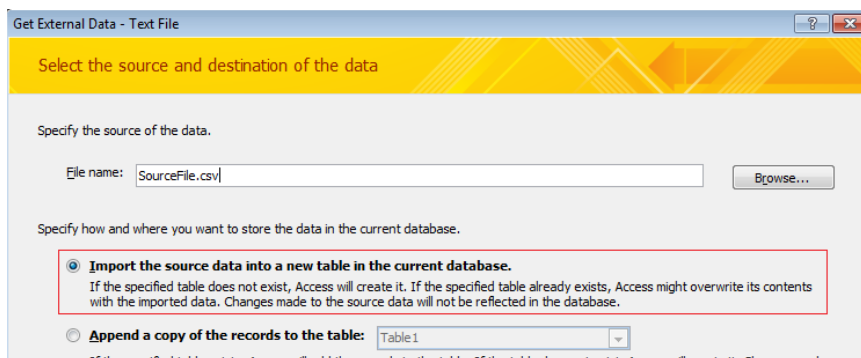 Get External Data - Text File
Select the source and destination of the data
Specify the source of the data.
File name: SourceFile.csv Browse...
Specify how and where you want to store the data in the current database.
Import the source data into a new table in the current database.
If the specified table does not exist, Access will create it. If the specified table already exists, Access might overwrite its contents
with the imported data. Changes made to the source data will not be reflected in the database.
Append a copy of the records to the table: Table1